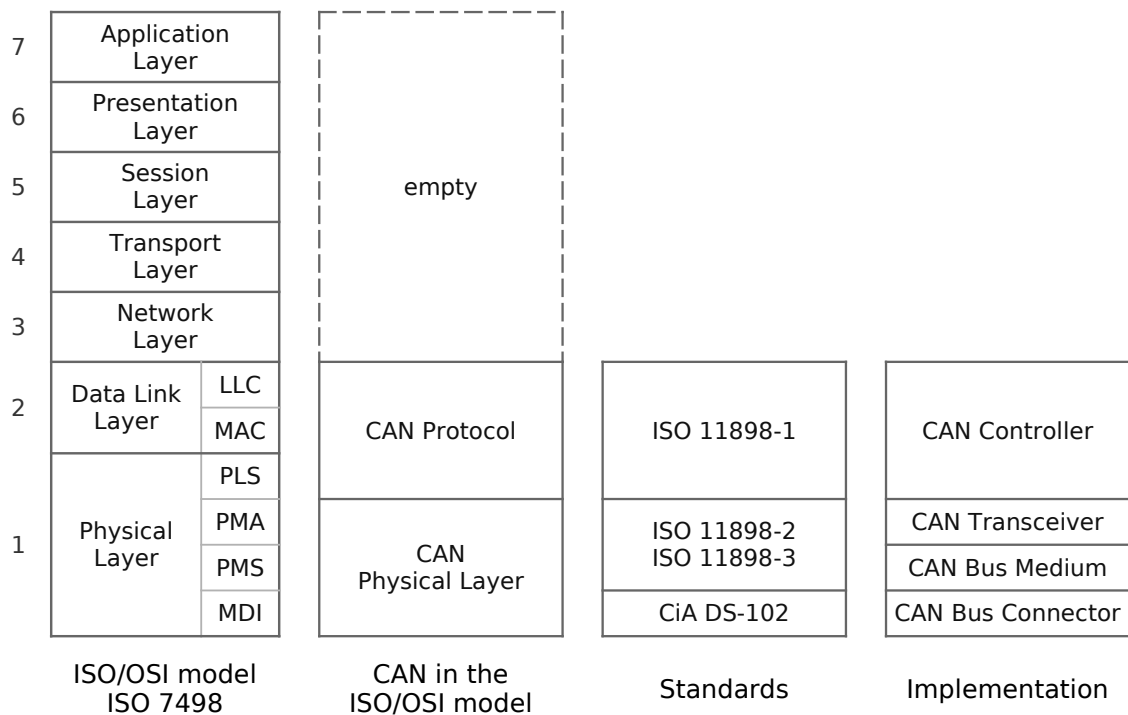 7
Application
Layer
6
Presentation
Layer
5
Session
Layer
4
Transport
Layer
3
Network
Layer
2
Data Link
Layer
LLC
MAC
1
Physical
Layer
PLS
PMA
PMS
MDI
ISO/OSI model
ISO 7498
empty
CAN Protocol
CAN
Physical Layer
CAN in the
ISO/OSI model
ISO 11898-1
ISO 11898-2
ISO 11898-3
CiA DS-102
Standards
CAN Controller
CAN Transceiver
CAN Bus Medium
CAN Bus Connector
Implementation